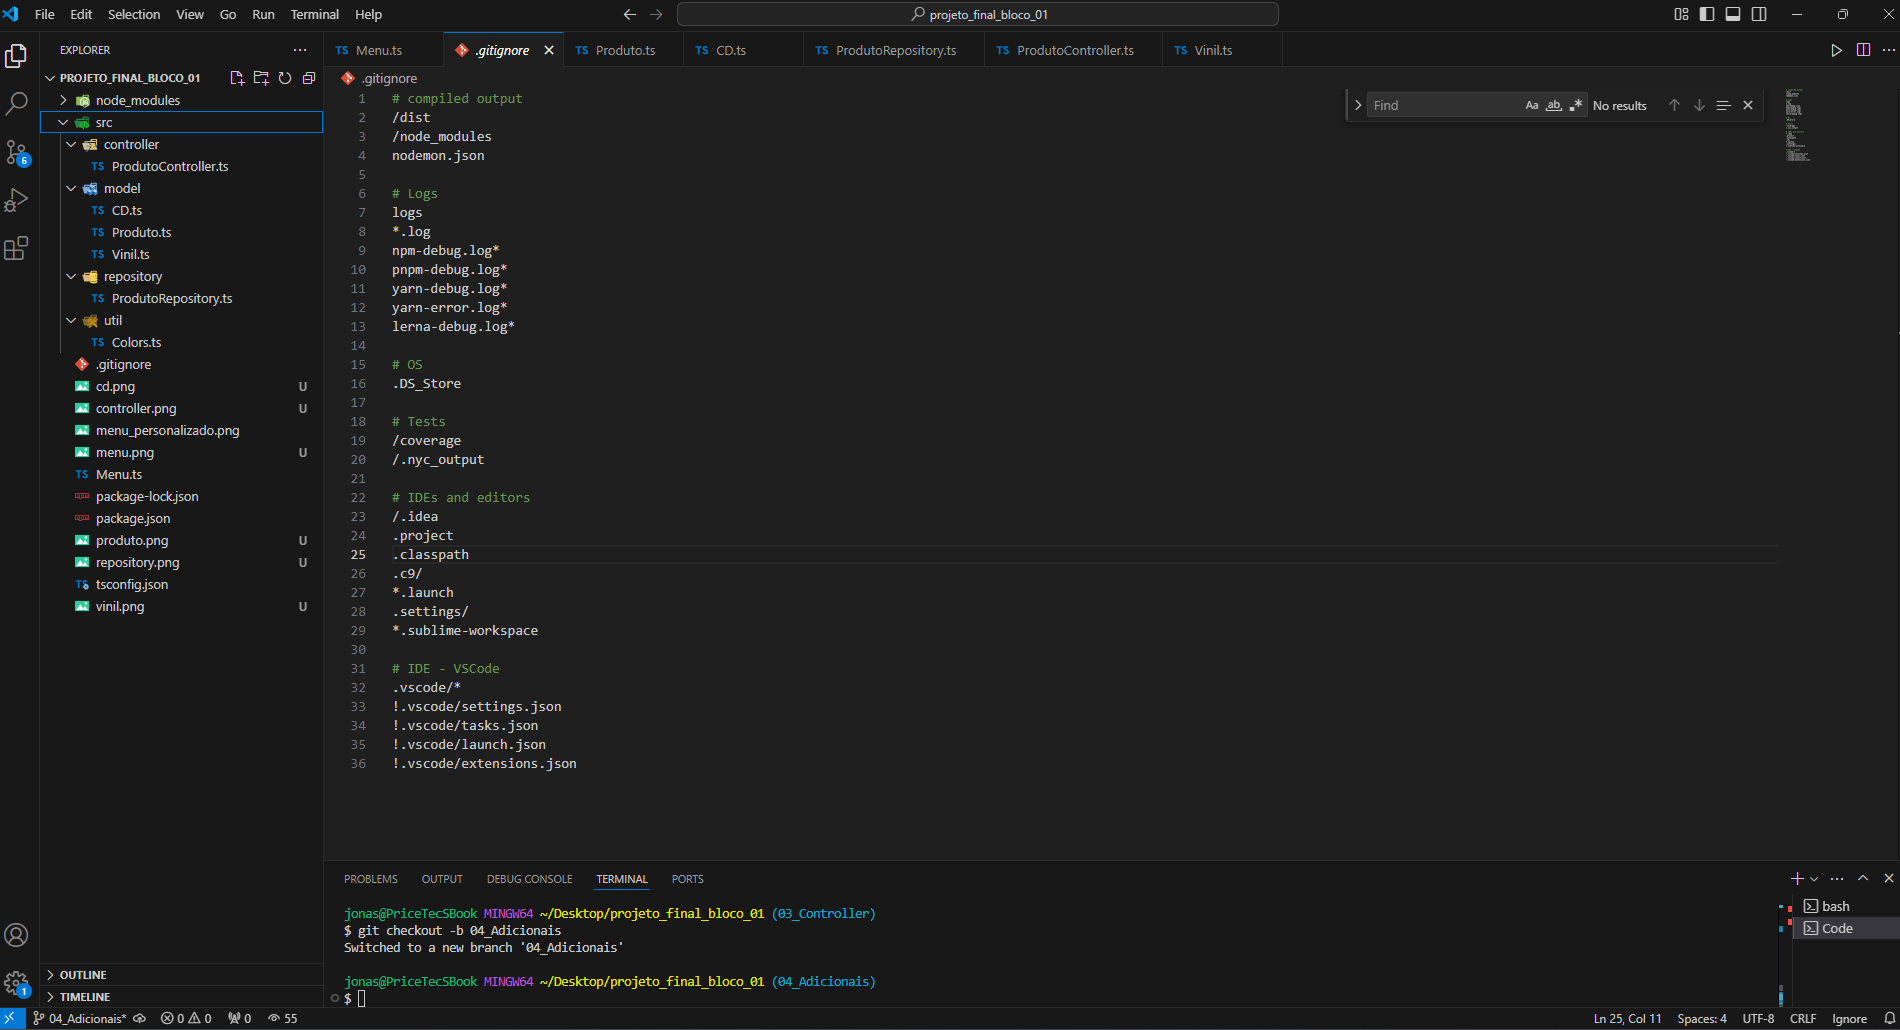 File Edit Selection View Go Run Terminal Help
projeto_final_bloco_01
EXPLORER
PROJETO_FINAL_BLOCO_01
node_modules
src
controller
TS ProdutoController.ts
model
TS CD.ts
TS Produto.ts
TS Vinil.ts
repository
TS ProdutoRepository.ts
util
TS Colors.ts
.gitignore
cd.png U
controller.png U
menu_personalizado.png
menu.png U
TS Menu.ts
package-lock.json
package.json
produto.png U
repository.png U
TS tsconfig.json
vinil.png U
OUTLINE
TIMELINE
6
1
TS Menu.ts .gitignore TS Produto.ts TS CD.ts TS ProdutoRepository.ts TS ProdutoController.ts TS Vinil.ts
.gitignore
Find Aa ab .* No results
1 # compiled output
2 /dist
3 /node_modules
4 nodemon.json
5
6 # Logs
7 logs
8 *.log
9 npm-debug.log*
10 pnpm-debug.log*
11 yarn-debug.log*
12 yarn-error.log*
13 lerna-debug.log*
14
15 # OS
16 .DS_Store
17
18 # Tests
19 /coverage
20 /.nyc_output
21
22 # IDEs and editors
23 /.idea
24 .project
25 .classpath
26 .c9/
27 *.launch
28 .settings/
29 *.sublime-workspace
30
31 # IDE - VSCode
32 .vscode/*
33 !.vscode/settings.json
34 !.vscode/tasks.json
35 !.vscode/launch.json
36 !.vscode/extensions.json
PROBLEMS OUTPUT DEBUG CONSOLE TERMINAL PORTS
jonas@PriceTecSBook MINGW64 ~/Desktop/projeto_final_bloco_01 (03_Controller)
$ git checkout -b 04_Adicionais
Switched to a new branch '04_Adicionais'
jonas@PriceTecSBook MINGW64 ~/Desktop/projeto_final_bloco_01 (04_Adicionais)
$
bash
Code
04_Adicionais* 0 0 0 55 Ln 25, Col 11 Spaces: 4 UTF-8 CRLF Ignore